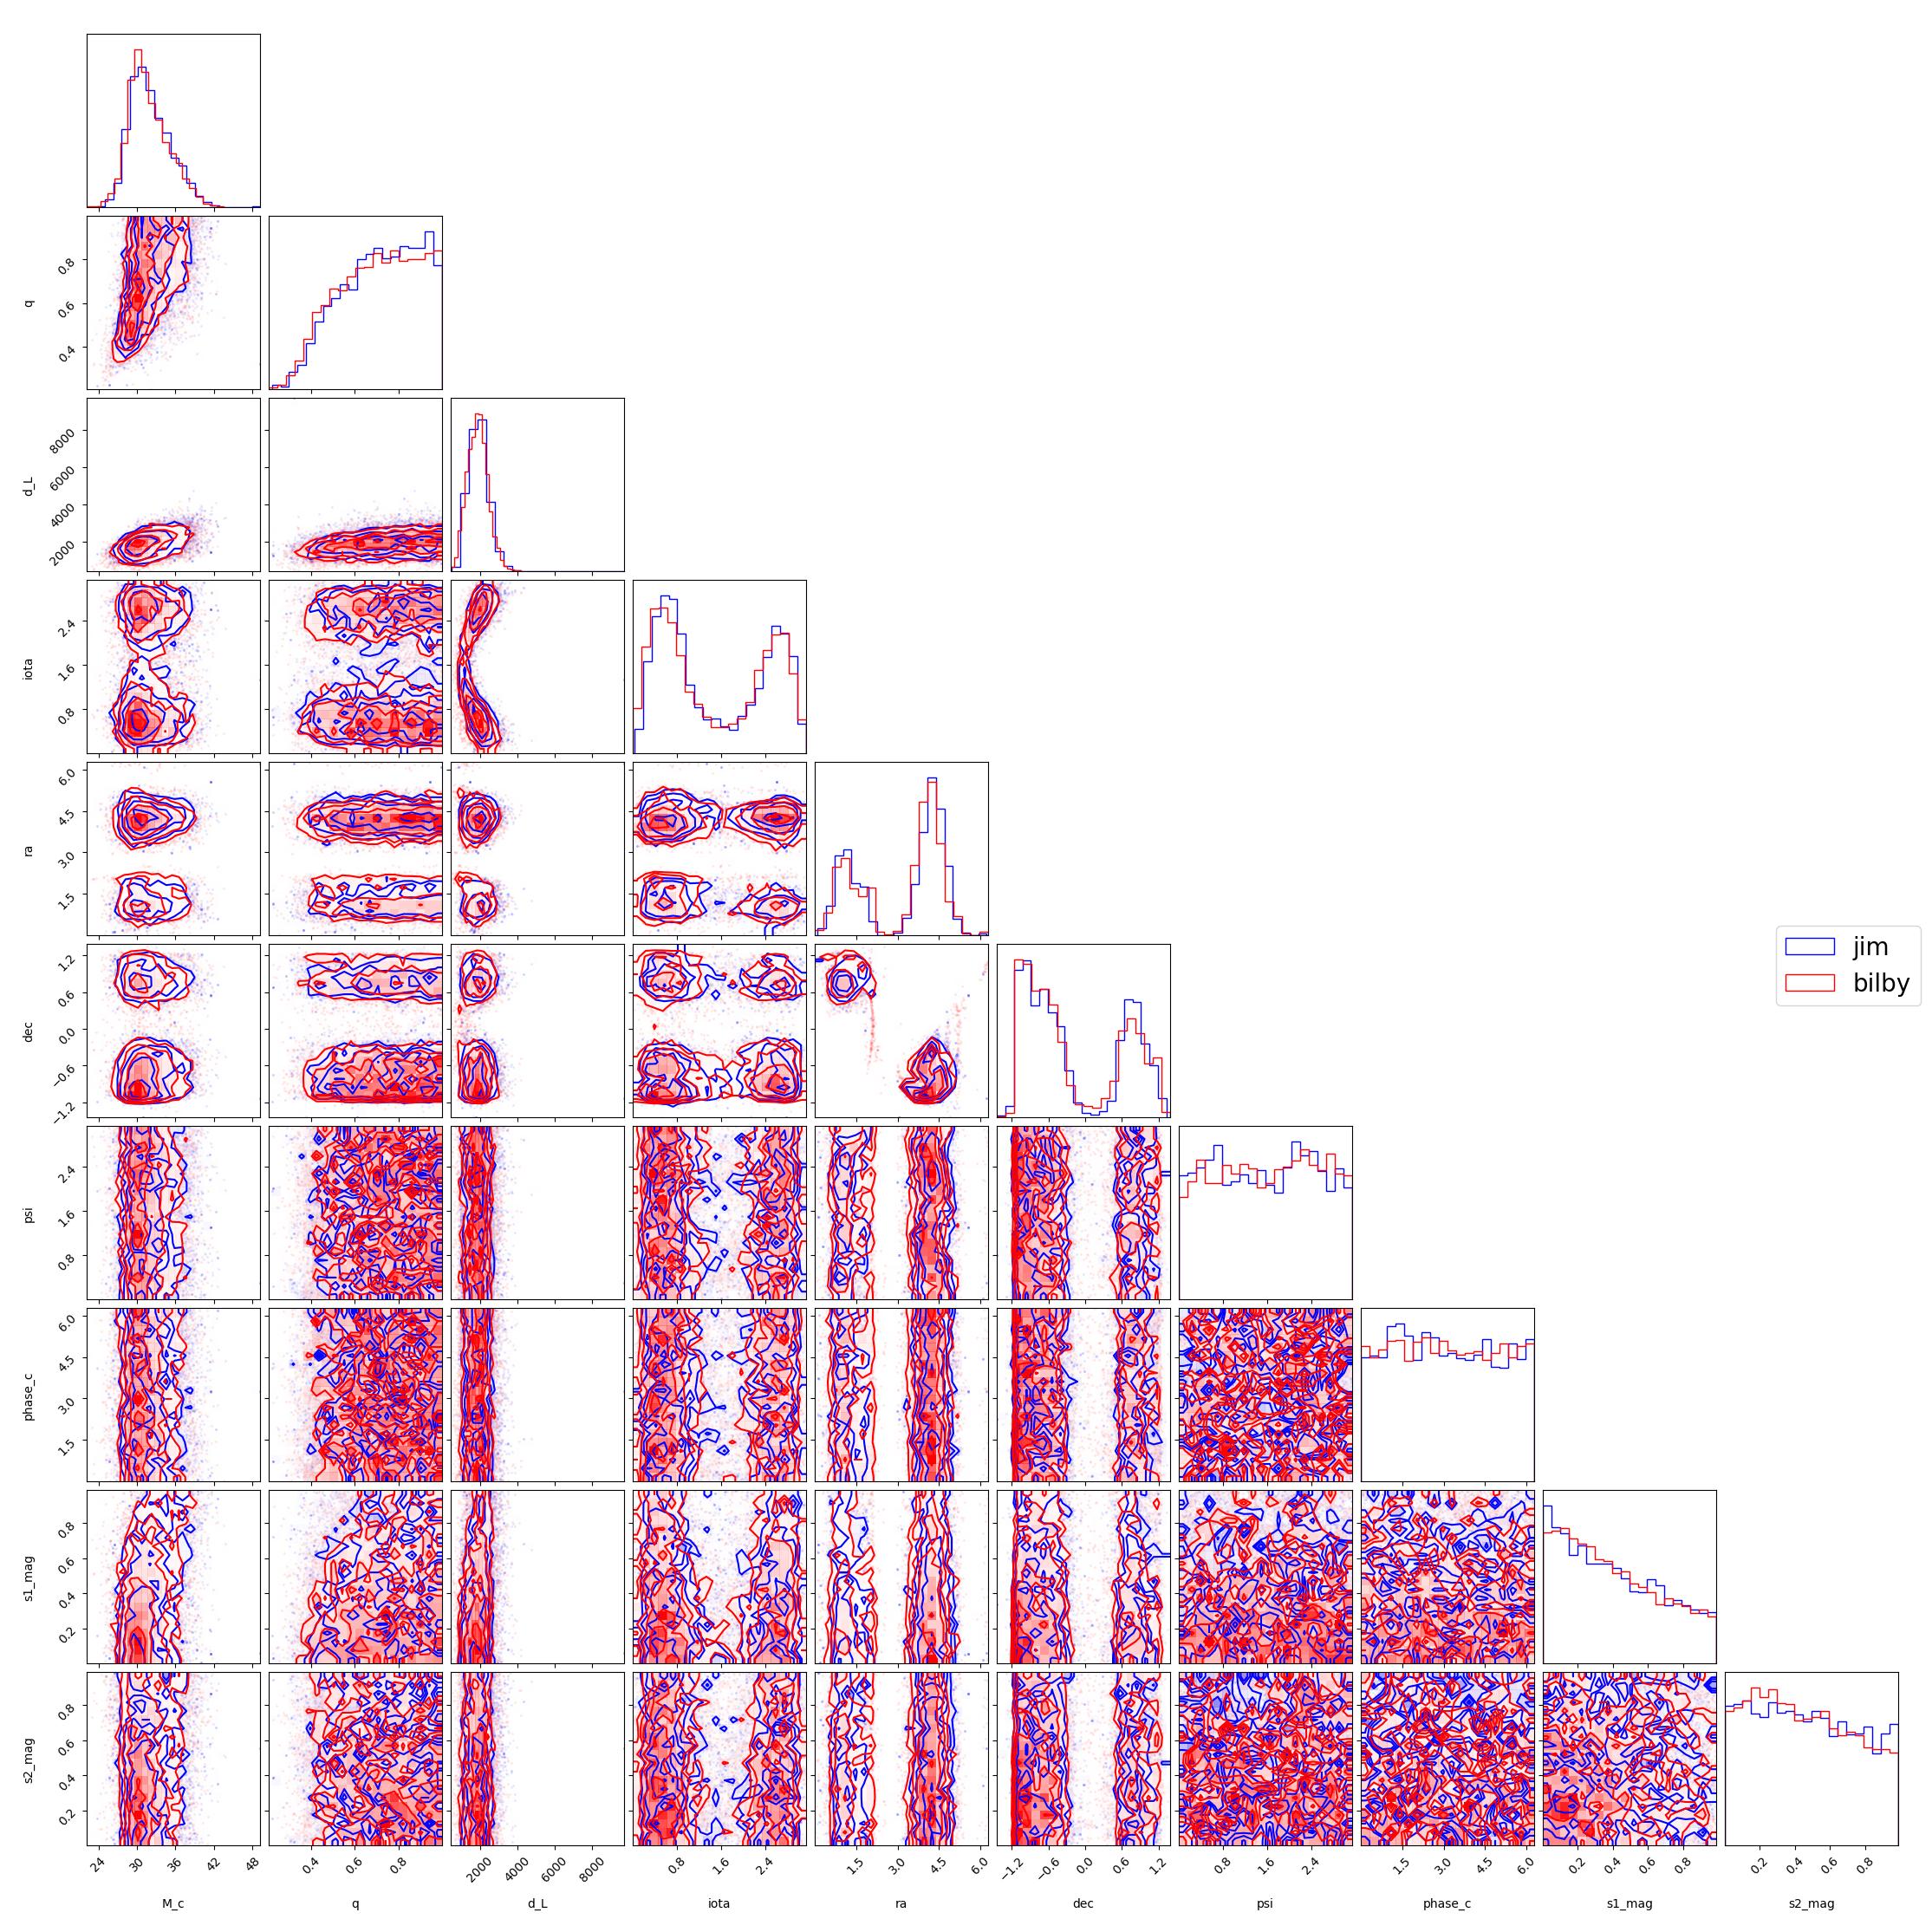 0.8
0.6
0.4
q
8000
6000
4000
2000
d_L
2.4
1.6
0.8
iota
6.0
4.5
3.0
1.5
ra
1.2
0.6
0.0
−0.6
−1.2
dec
jim
bilby
2.4
1.6
0.8
psi
6.0
4.5
3.0
1.5
phase_c
0.8
0.6
0.4
0.2
s1_mag
0.8
0.6
0.4
0.2
s2_mag
24 30 36 42 48 0.4 0.6 0.8 2000 4000 6000 8000 0.8 1.6 2.4 1.5 3.0 4.5 6.0 −1.2 −0.6 0.0 0.6 1.2 0.8 1.6 2.4 1.5 3.0 4.5 6.0 0.2 0.4 0.6 0.8 0.2 0.4 0.6 0.8
M_c q d_L iota ra dec psi phase_c s1_mag s2_mag